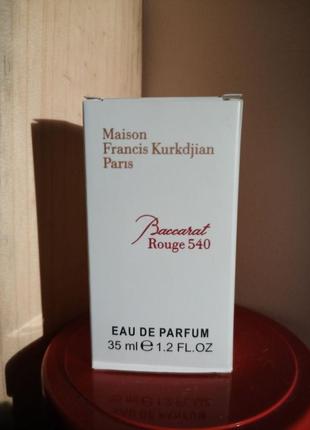 Maison
Francis Kurkdjian
Paris
Baccarat
Rouge 540
EAU DE PARFUM
35 ml ℮ 1.2 FL.OZ